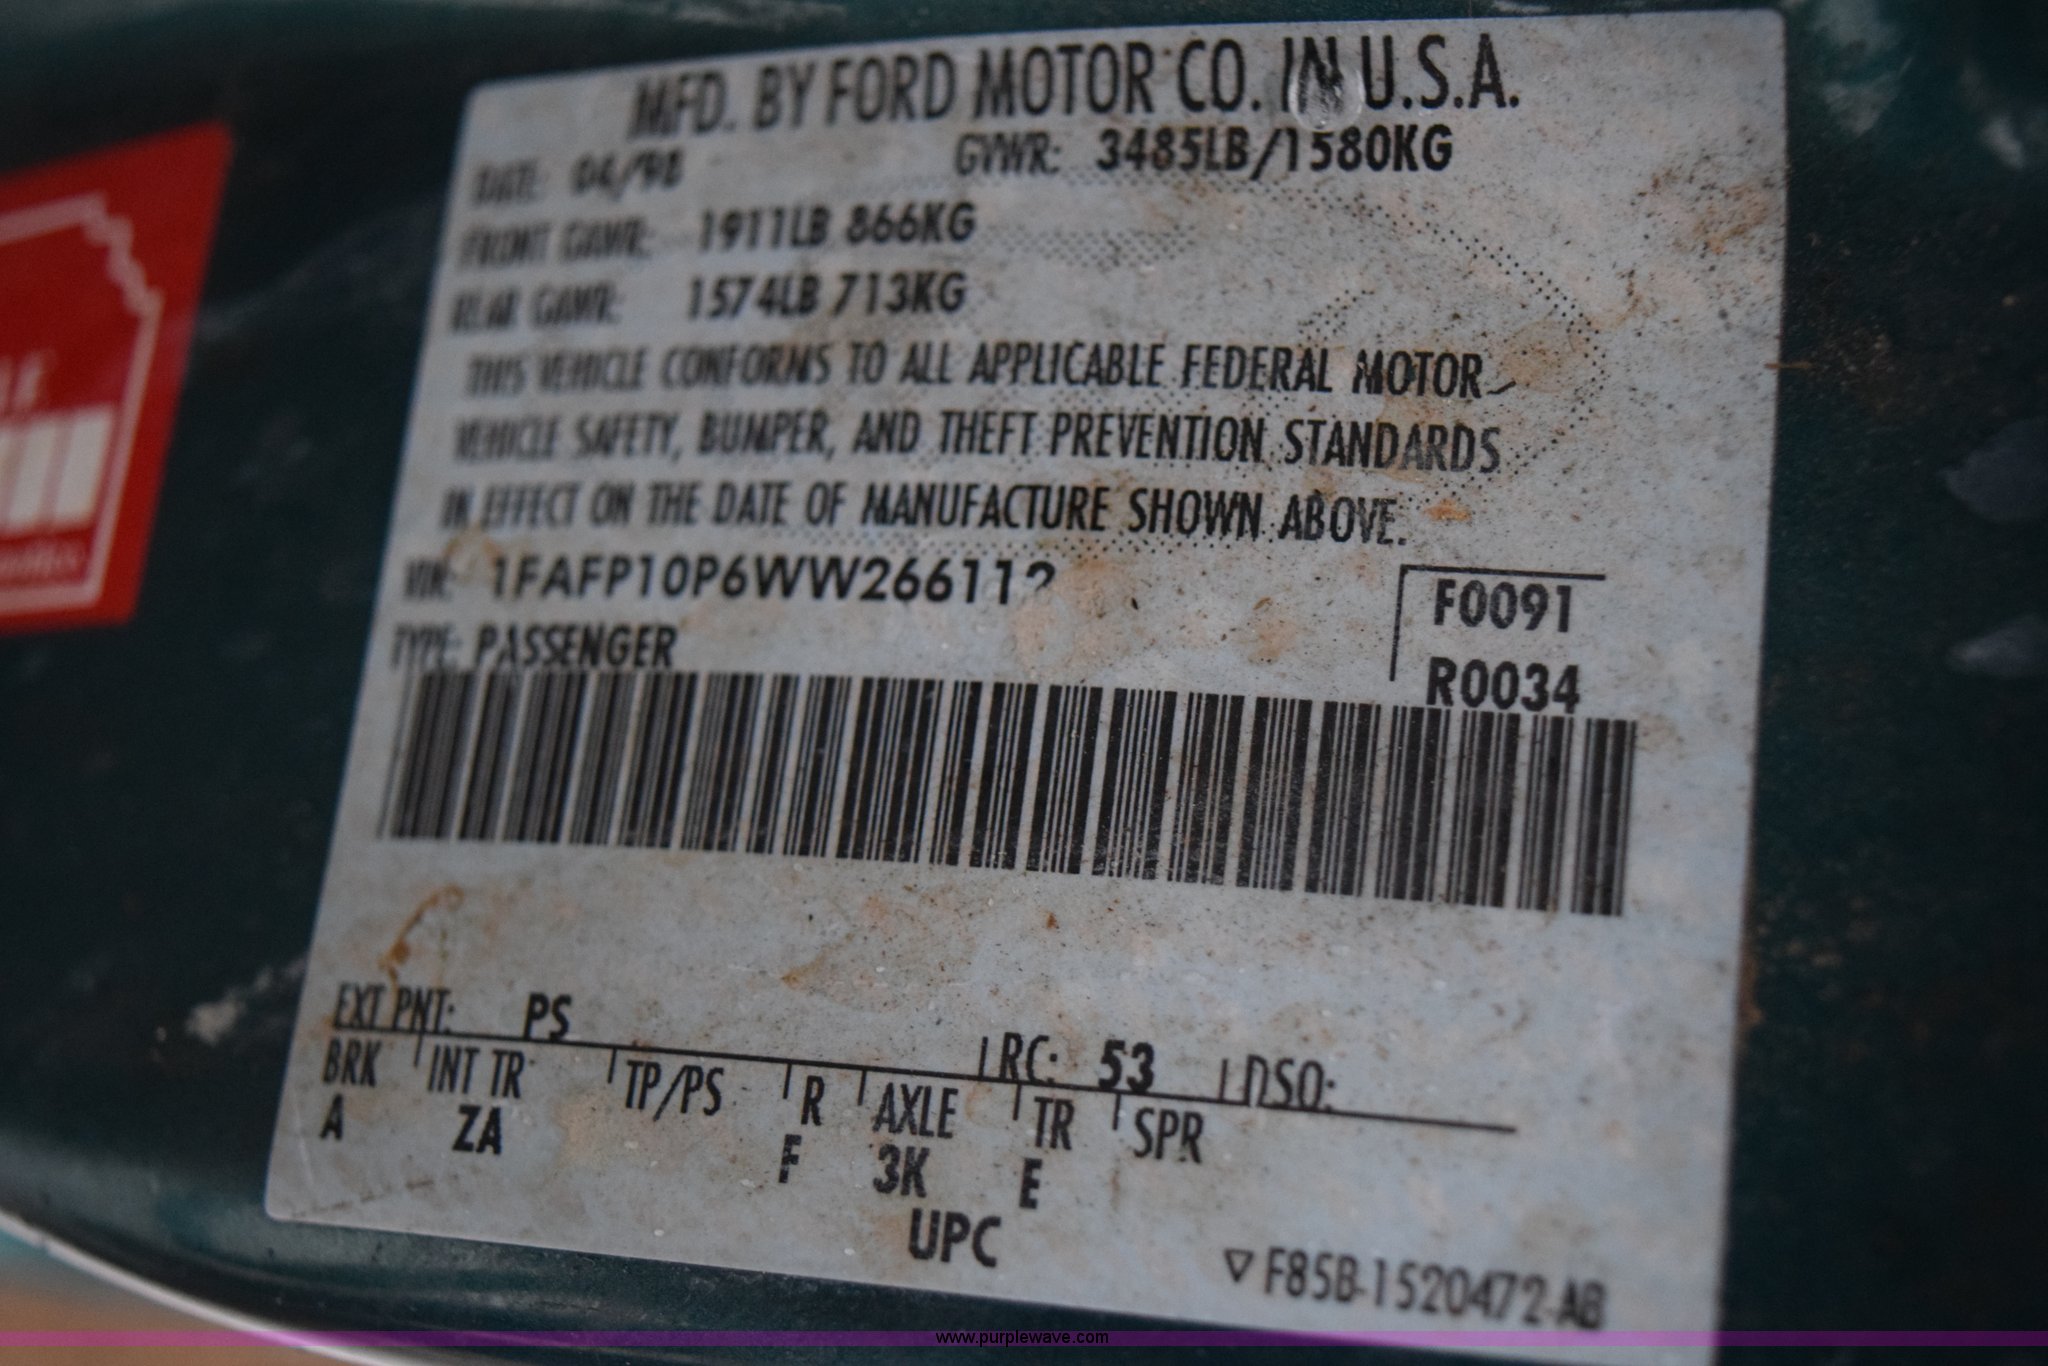 MFD. BY FORD MOTOR CO. IN U.S.A.
DATE: 04/98 GVWR: 3485LB/1580KG
FRONT GAWR: 1911LB 866KG
REAR GAWR: 1574LB 713KG
THIS VEHICLE CONFORMS TO ALL APPLICABLE FEDERAL MOTOR
VEHICLE SAFETY, BUMPER, AND THEFT PREVENTION STANDARDS
IN EFFECT ON THE DATE OF MANUFACTURE SHOWN ABOVE.
VIN: 1FAFP10P6WW266112
F0091
TYPE: PASSENGER
R0034
EXT PNT: PS RC: 53 DSO:
BRK INT TR TP/PS R AXLE TR SPR
A ZA F 3K E
UPC
▽ F85B-1520472-AB
www.purplewave.com